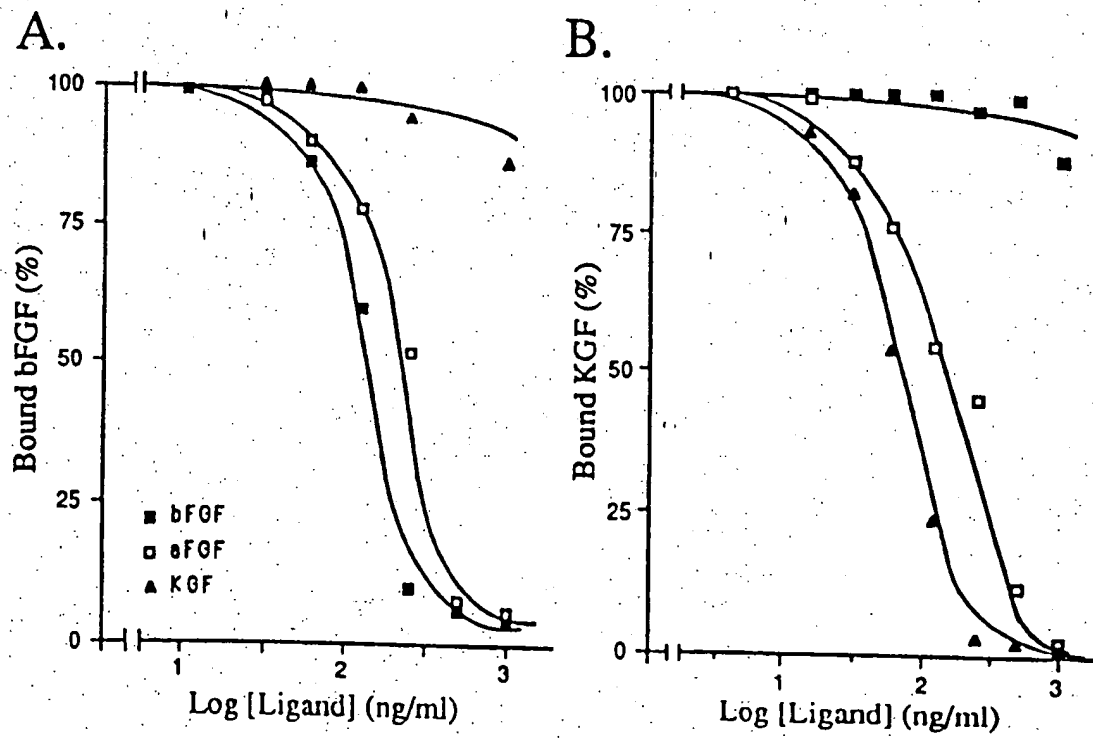 A.
Bound bFGF (%)
100
75
50
25
0
bFGF
aFGF
KGF
1
2
3
Log [Ligand] (ng/ml)
B.
Bound KGF (%)
100
75
50
25
0
1
2
3
Log [Ligand] (ng/ml)